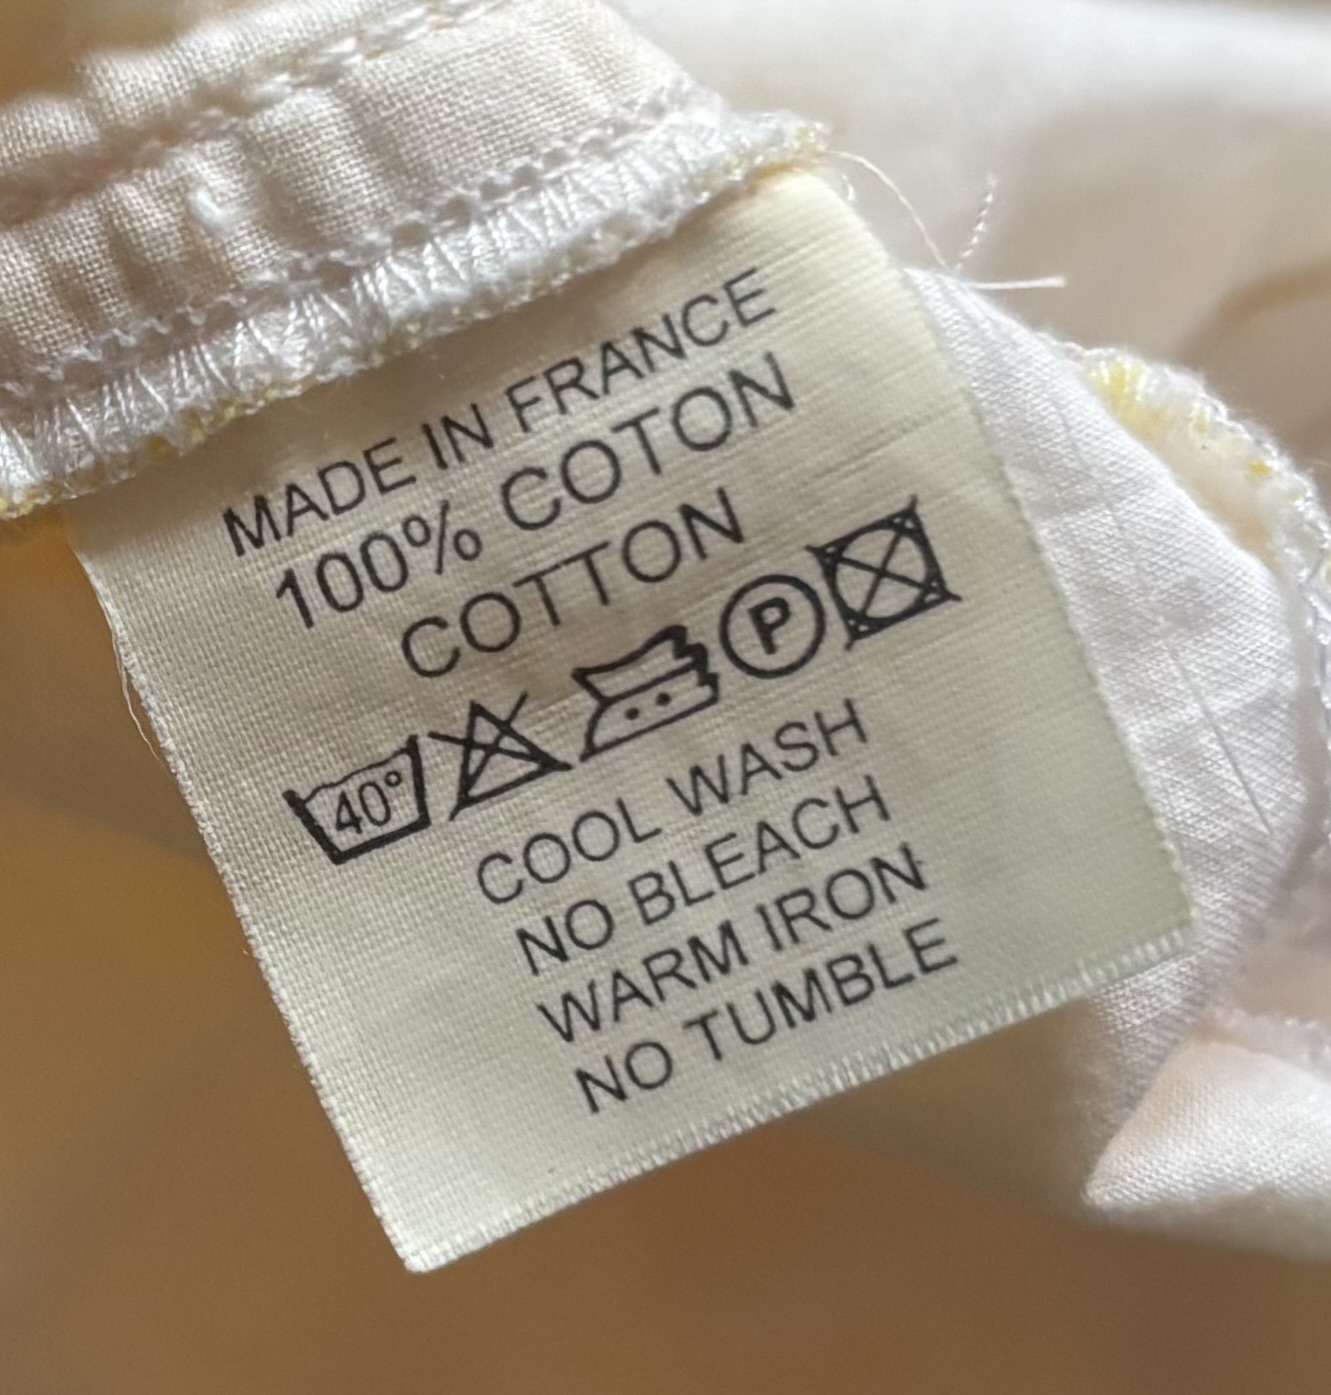 MADE IN FRANCE
100% COTON
COTTON
40° P
COOL WASH
NO BLEACH
WARM IRON
NO TUMBLE